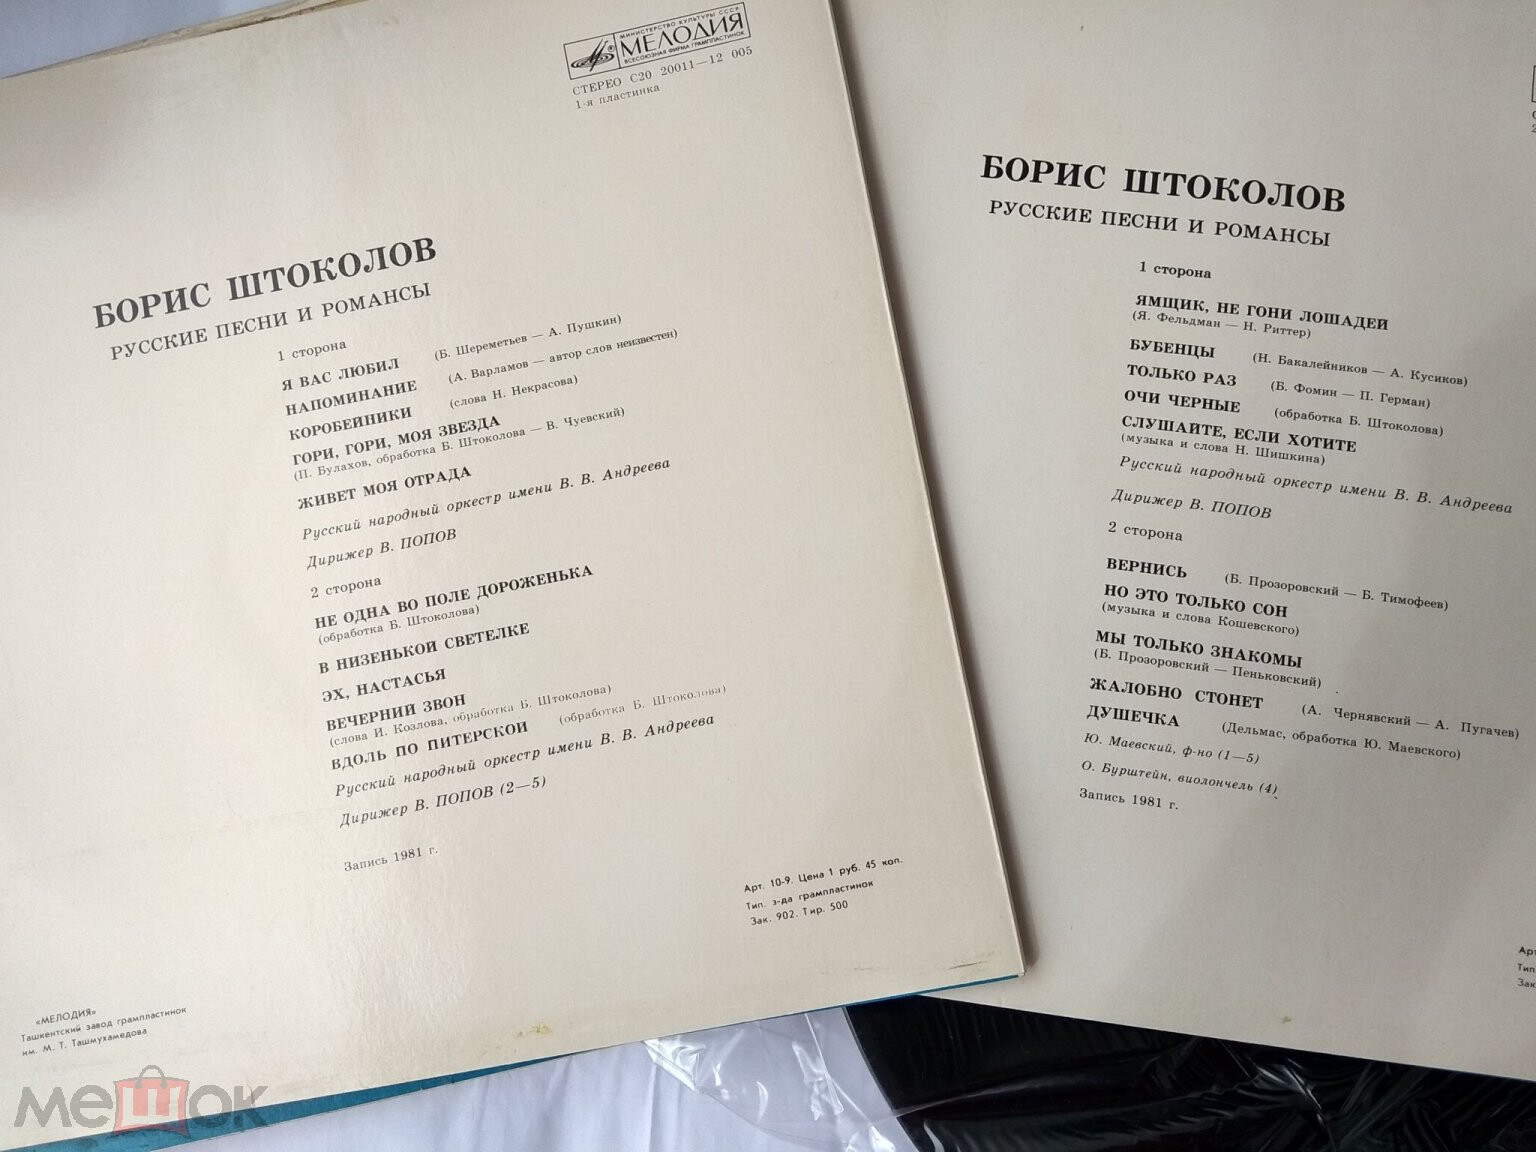 МИНИСТЕРСТВО КУЛЬТУРЫ СССР
МЕЛОДИЯ
ВСЕСОЮЗНАЯ ФИРМА ГРАМПЛАСТИНОК
СТЕРЕО С20 20011—12 005
1-я пластинка
БОРИС ШТОКОЛОВ
РУССКИЕ ПЕСНИ И РОМАНСЫ
1 сторона
Я ВАС ЛЮБИЛ (Б. Шереметьев — А. Пушкин)
НАПОМИНАНИЕ (А. Варламов — автор слов неизвестен)
КОРОБЕЙНИКИ (слова Н. Некрасова)
ГОРИ, ГОРИ, МОЯ ЗВЕЗДА
(П. Булахов, обработка Б. Штоколова — В. Чуевский)
ЖИВЕТ МОЯ ОТРАДА
Русский народный оркестр имени В. В. Андреева
Дирижер В. ПОПОВ
2 сторона
НЕ ОДНА ВО ПОЛЕ ДОРОЖЕНЬКА
(обработка Б. Штоколова)
В НИЗЕНЬКОЙ СВЕТЕЛКЕ
ЭХ, НАСТАСЬЯ
ВЕЧЕРНИЙ ЗВОН
(слова И. Козлова, обработка Б. Штоколова)
ВДОЛЬ ПО ПИТЕРСКОЙ (обработка Б. Штоколова)
Русский народный оркестр имени В. В. Андреева
Дирижер В. ПОПОВ (2—5)
Запись 1981 г.
Арт. 10-9. Цена 1 руб. 45 коп.
Тип. з-да грампластинок
Зак. 902. Тир. 500
«МЕЛОДИЯ»
Ташкентский завод грампластинок
им. М. Т. Ташмухамедова
БОРИС ШТОКОЛОВ
РУССКИЕ ПЕСНИ И РОМАНСЫ
1 сторона
ЯМЩИК, НЕ ГОНИ ЛОШАДЕЙ
(Я. Фельдман — Н. Риттер)
БУБЕНЦЫ (Н. Бакалейников — А. Кусиков)
ТОЛЬКО РАЗ (Б. Фомин — П. Герман)
ОЧИ ЧЕРНЫЕ (обработка Б. Штоколова)
СЛУШАЙТЕ, ЕСЛИ ХОТИТЕ
(музыка и слова Н. Шишкина)
Русский народный оркестр имени В. В. Андреева
Дирижер В. ПОПОВ
2 сторона
ВЕРНИСЬ (Б. Прозоровский — Б. Тимофеев)
НО ЭТО ТОЛЬКО СОН
(музыка и слова Кошевского)
МЫ ТОЛЬКО ЗНАКОМЫ
(Б. Прозоровский — Пеньковский)
ЖАЛОБНО СТОНЕТ (А. Чернявский — А. Пугачев)
ДУШЕЧКА (Дельмас, обработка Ю. Маевского)
Ю. Маевский, ф-но (1—5)
О. Бурштейн, виолончель (4)
Запись 1981 г.
Арт
Тип
Зак
мешок